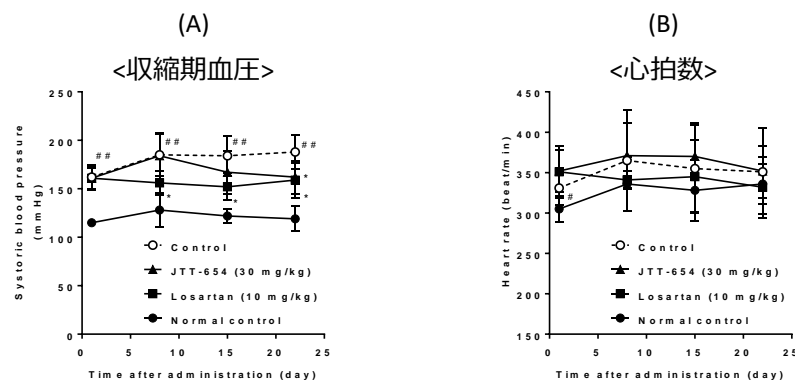 (A)
<収縮期血圧>
Systoric blood pressure
(mmHg)
250
200
150
100
50
0
##
##
##
##
*
*
*
*
Control
JTT-654 (30 mg/kg)
Losartan (10 mg/kg)
Normal control
0
5
10
15
20
25
Time after administration (day)
(B)
<心拍数>
Heart rate (beat/min)
450
400
350
300
250
200
150
#
Control
JTT-654 (30 mg/kg)
Losartan (10 mg/kg)
Normal control
0
5
10
15
20
25
Time after administration (day)